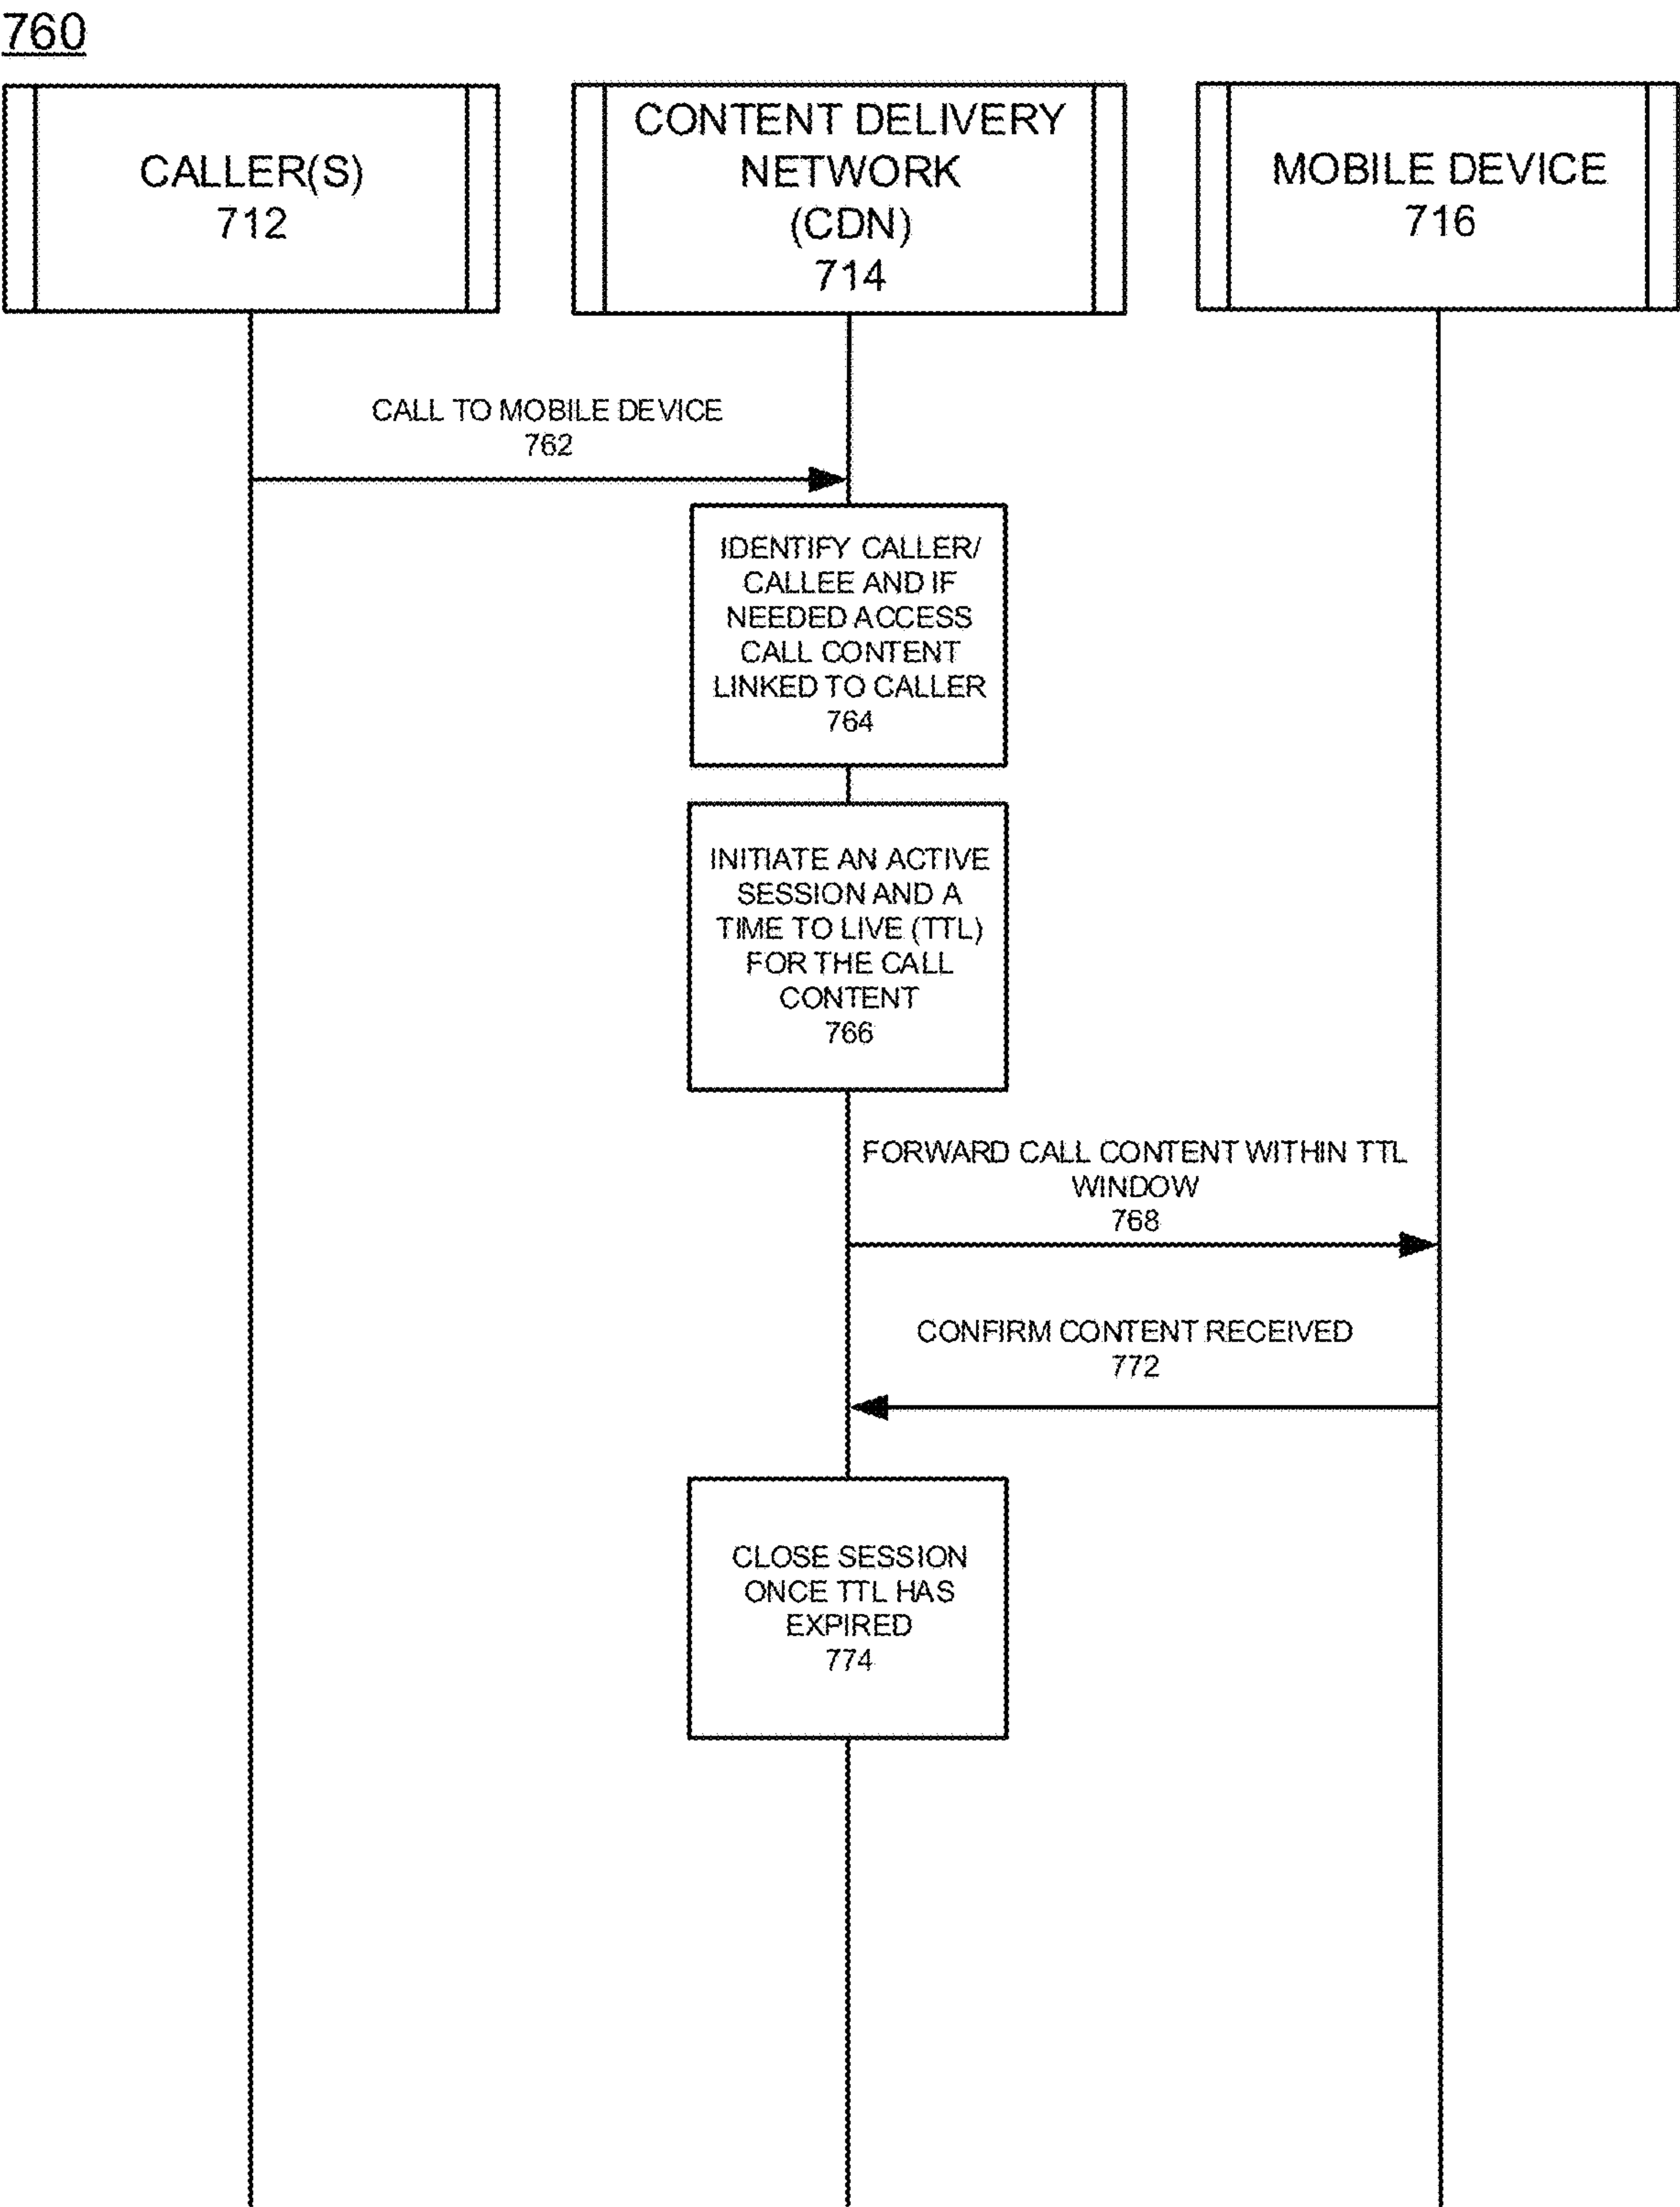 760
CALLER(S)
712
CONTENT DELIVERY
NETWORK
(CDN)
714
MOBILE DEVICE
716
CALL TO MOBILE DEVICE
762
IDENTIFY CALLER/
CALLEE AND IF
NEEDED ACCESS
CALL CONTENT
LINKED TO CALLER
764
INITIATE AN ACTIVE
SESSION AND A
TIME TO LIVE (TTL)
FOR THE CALL
CONTENT
766
FORWARD CALL CONTENT WITHIN TTL
WINDOW
768
CONFIRM CONTENT RECEIVED
772
CLOSE SESSION
ONCE TTL HAS
EXPIRED
774